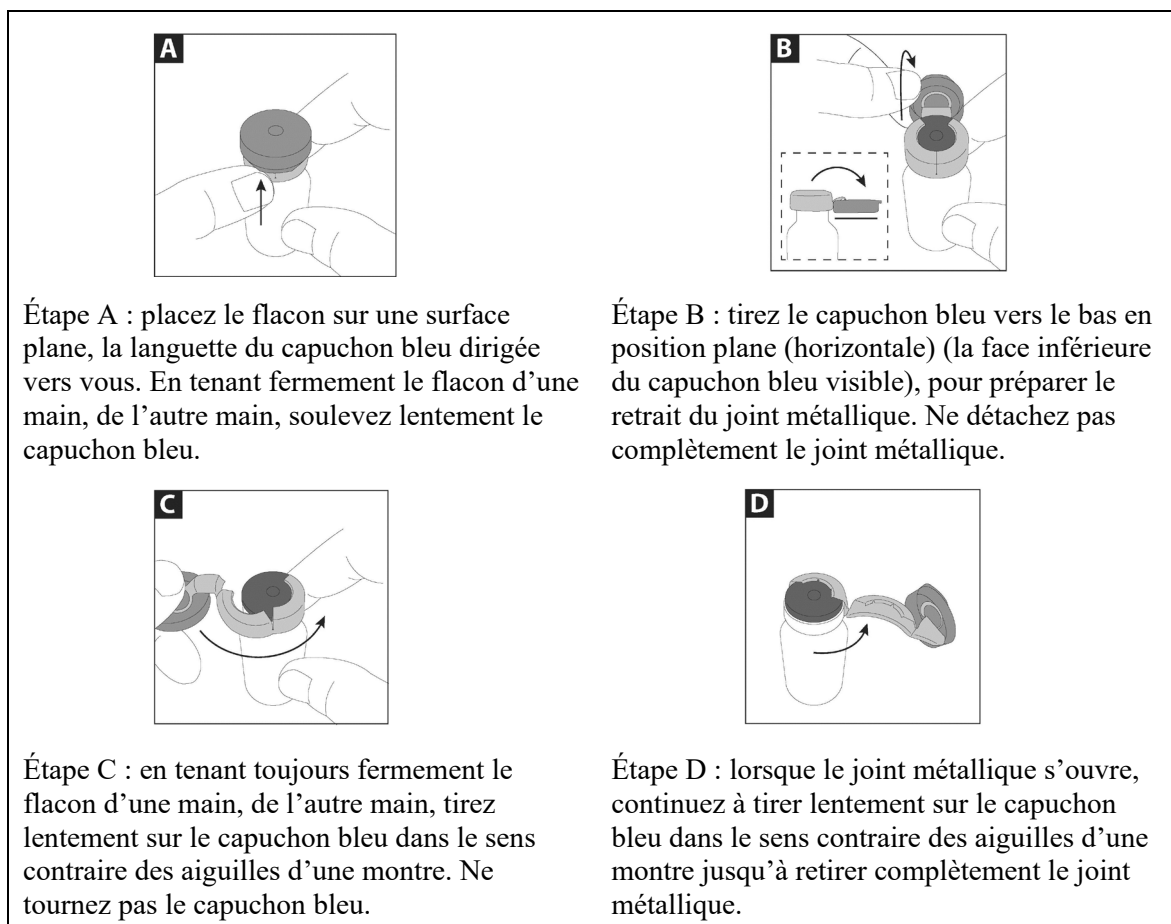 A
Étape A : placez le flacon sur une surface
plane, la languette du capuchon bleu dirigée
vers vous. En tenant fermement le flacon d’une
main, de l’autre main, soulevez lentement le
capuchon bleu.
B
Étape B : tirez le capuchon bleu vers le bas en
position plane (horizontale) (la face inférieure
du capuchon bleu visible), pour préparer le
retrait du joint métallique. Ne détachez pas
complètement le joint métallique.
C
Étape C : en tenant toujours fermement le
flacon d’une main, de l’autre main, tirez
lentement sur le capuchon bleu dans le sens
contraire des aiguilles d’une montre. Ne
tournez pas le capuchon bleu.
D
Étape D : lorsque le joint métallique s’ouvre,
continuez à tirer lentement sur le capuchon
bleu dans le sens contraire des aiguilles d’une
montre jusqu’à retirer complètement le joint
métallique.